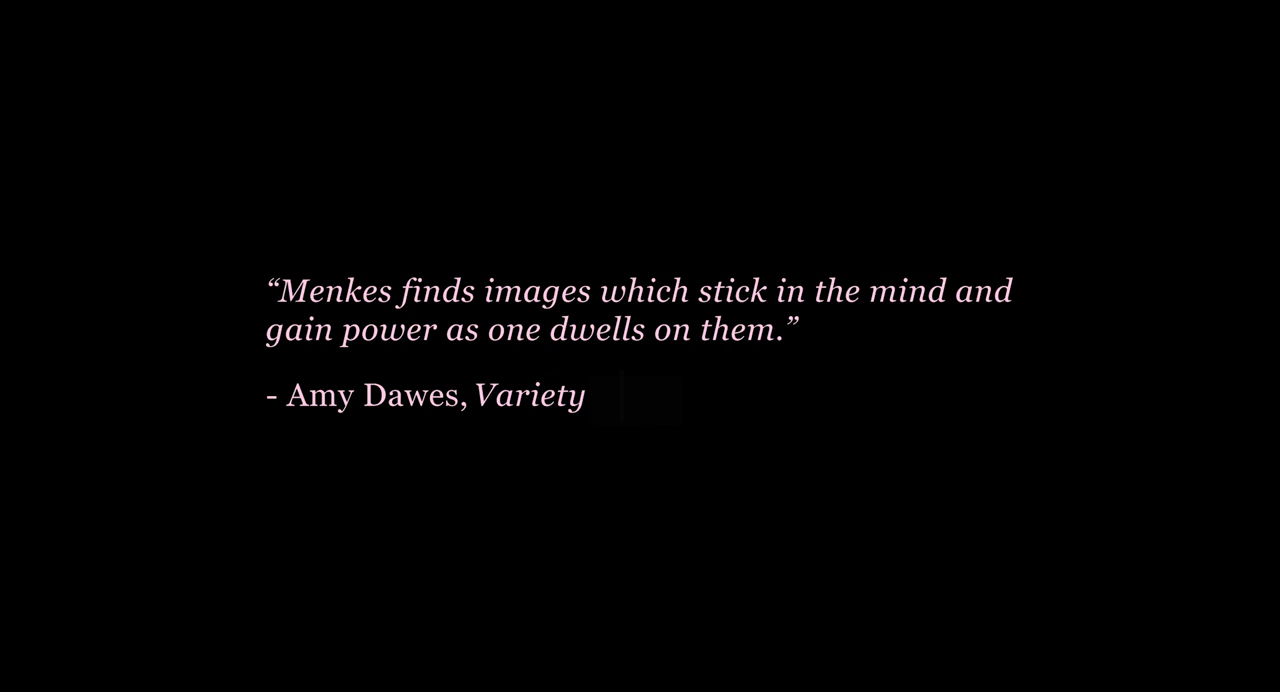 “Menkes finds images which stick in the mind and
gain power as one dwells on them.”
- Amy Dawes, Variety